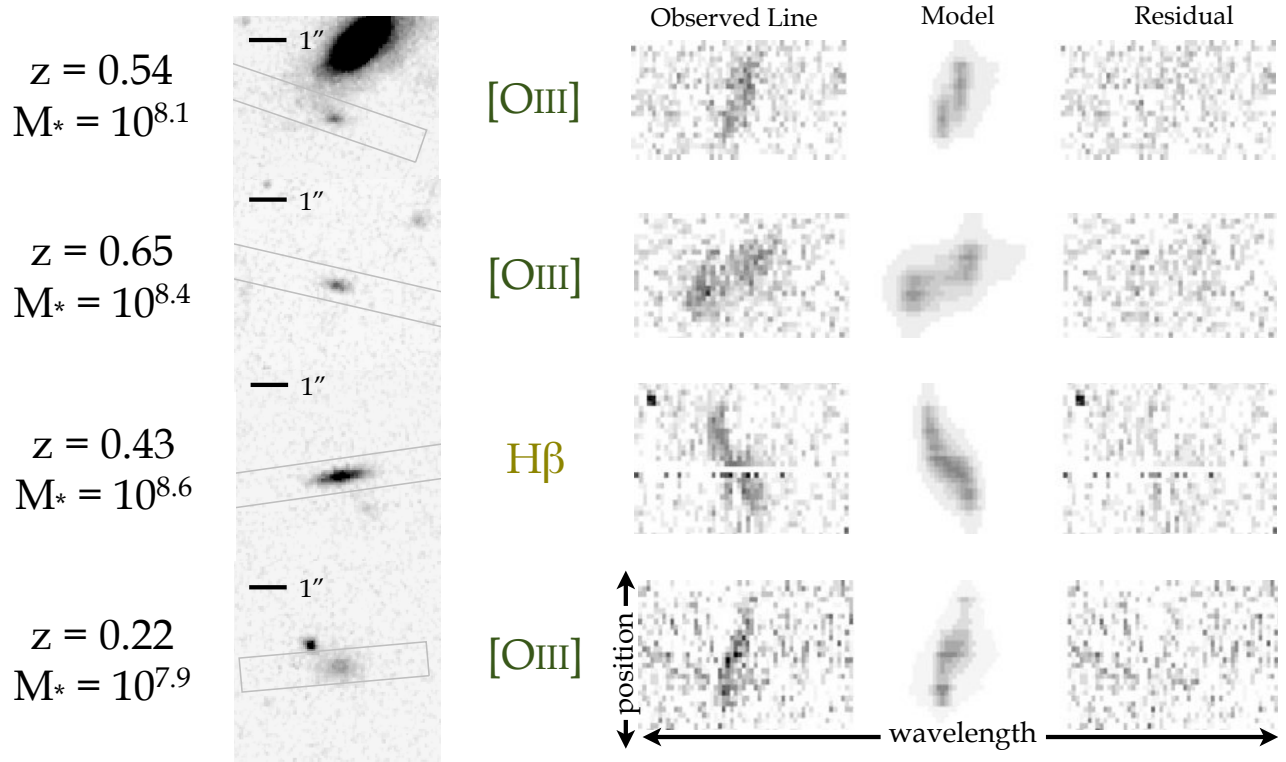 Observed Line Model Residual
z = 0.54
M* = 10^8.1
1″
[OIII]
z = 0.65
M* = 10^8.4
1″
[OIII]
z = 0.43
M* = 10^8.6
1″
Hβ
z = 0.22
M* = 10^7.9
1″
[OIII]
position
wavelength